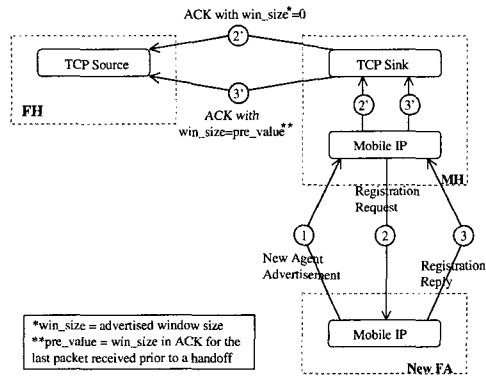 ACK with win_size*=0
2'
TCP Source
TCP Sink
3'
2'
3'
FH
ACK with
win_size=pre_value**
Mobile IP
MH
Registration
Request
1
2
3
New Agent
Advertisement
Registration
Reply
*win_size = advertised window size
**pre_value = win_size in ACK for the
last packet received prior to a handoff
Mobile IP
New FA